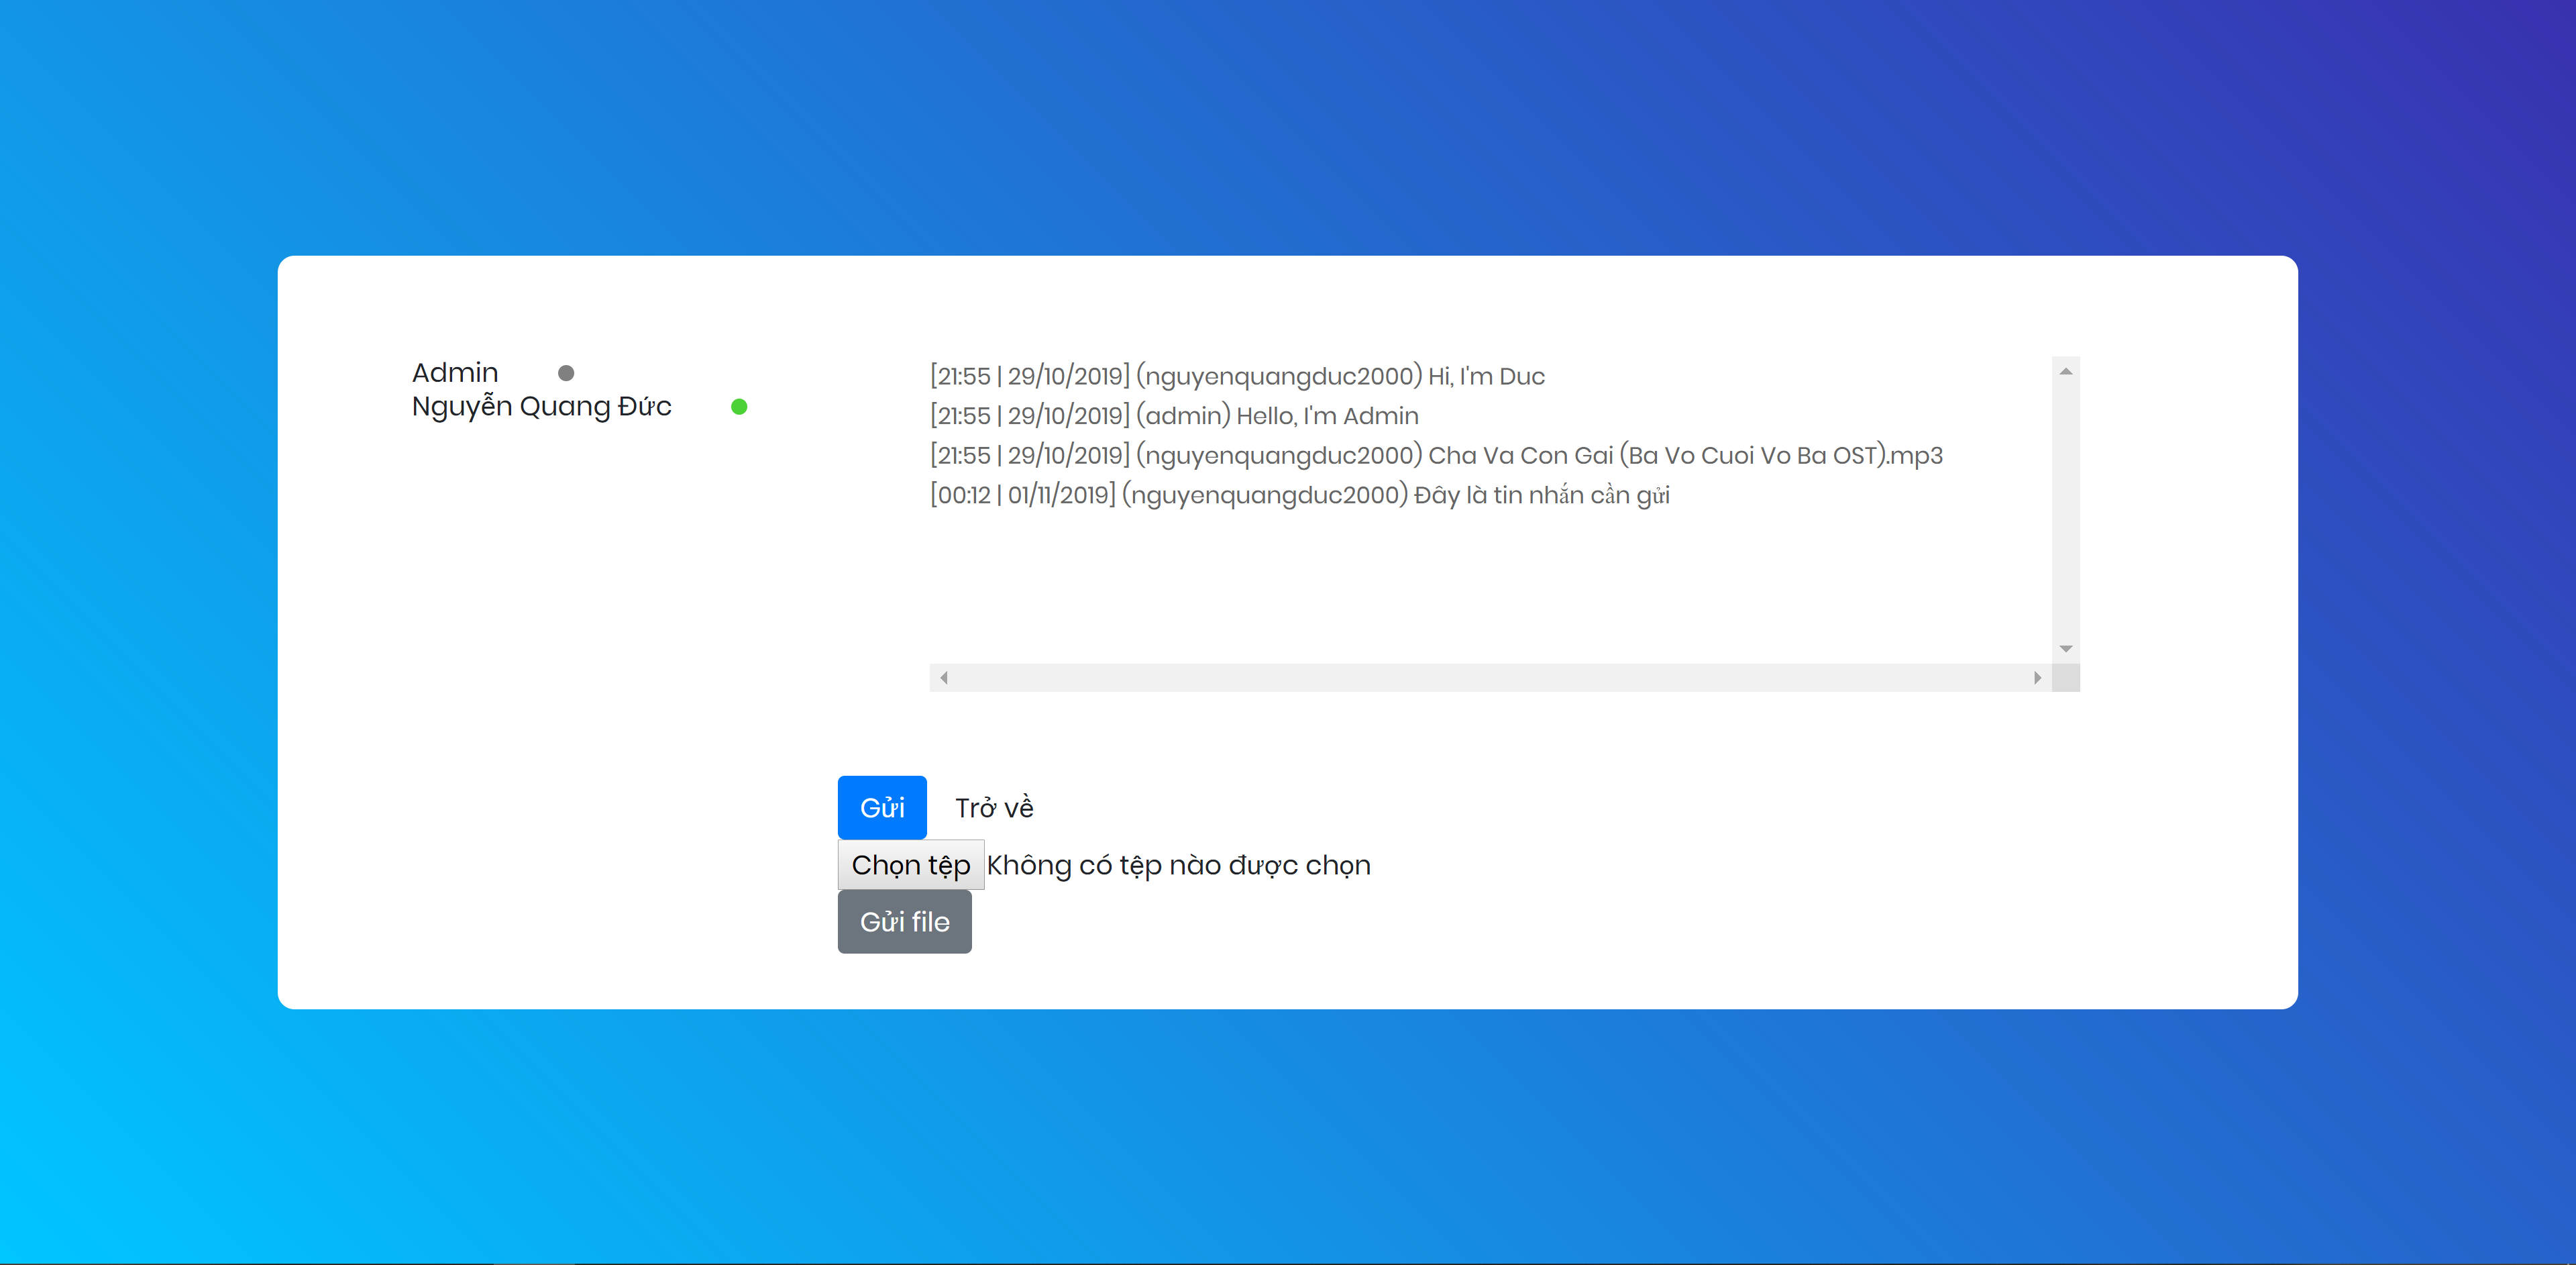 Admin
Nguyễn Quang Đức
[21:55 | 29/10/2019] (nguyenquangduc2000) Hi, I'm Duc
[21:55 | 29/10/2019] (admin) Hello, I'm Admin
[21:55 | 29/10/2019] (nguyenquangduc2000) Cha Va Con Gai (Ba Vo Cuoi Vo Ba OST).mp3
[00:12 | 01/11/2019] (nguyenquangduc2000) Đây là tin nhắn cần gửi
Gửi Trở về
Chọn tệp Không có tệp nào được chọn
Gửi file